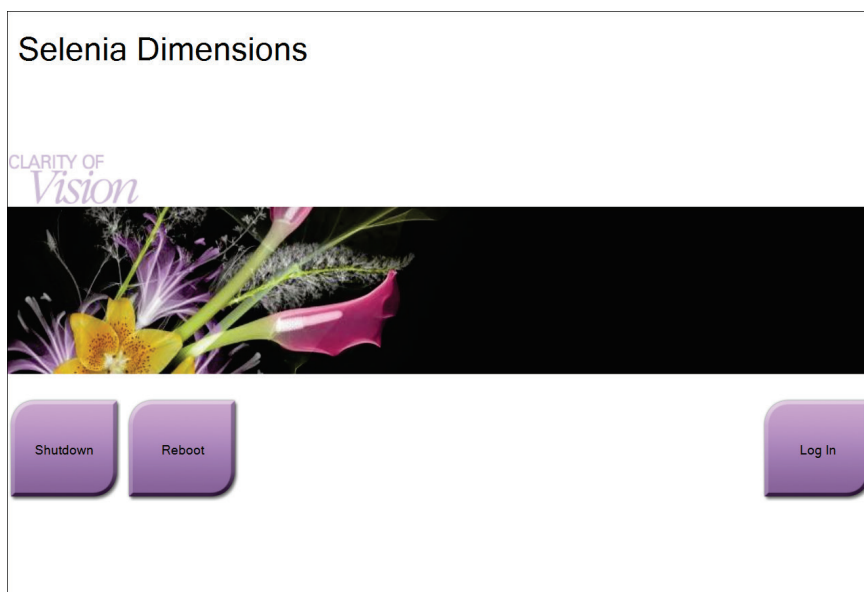 Selenia Dimensions
CLARITY OF
Vision
Shutdown
Reboot
Log In